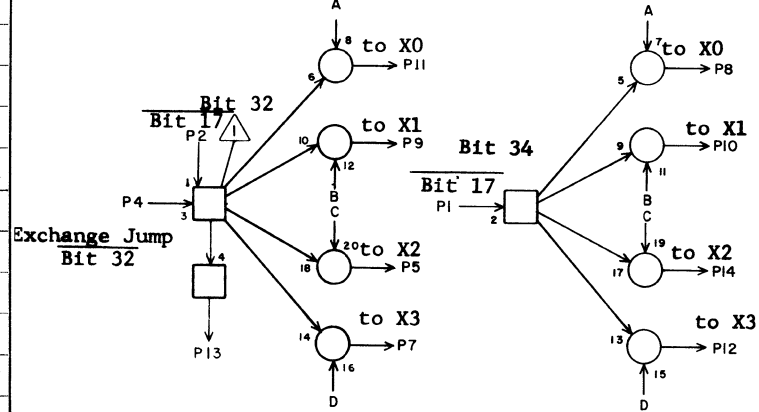 A A
8 to X0 7 to X0
P11 P8
6 5
Bit 32
Bit 17 1
P2
to X1 to X1
10 P9 9 P10
12 11
Bit 34
1 B B
P4 Bit 17
3 C P1 2 C
Exchange Jump
Bit 32
4 20 to X2 19 to X2
18 P5 17 P14
to X3 to X3
14 P7 13 P12
P13 16 15
D D